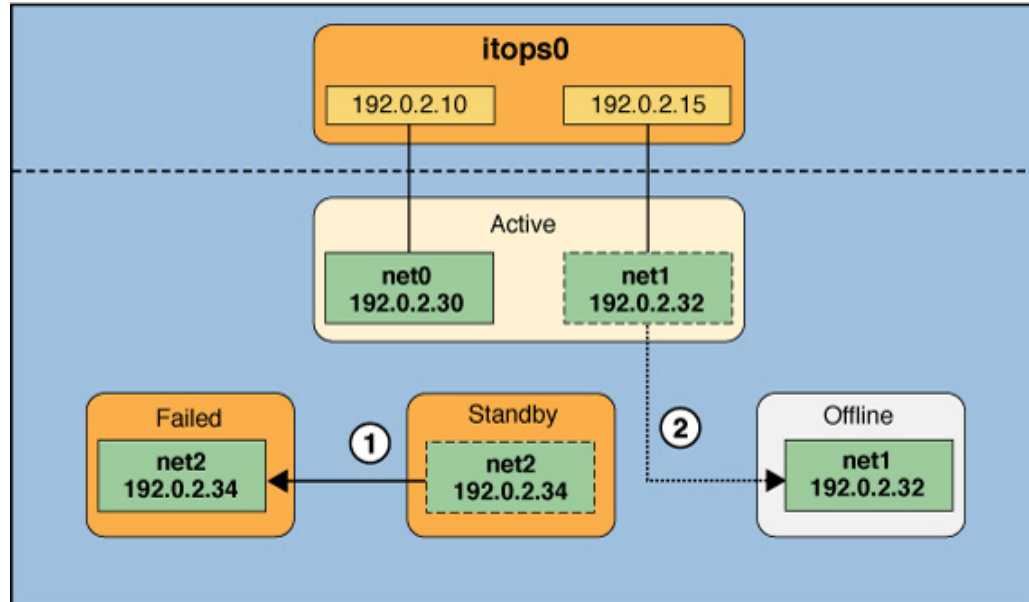 itops0
192.0.2.10
192.0.2.15
Active
net0
192.0.2.30
net1
192.0.2.32
Failed
net2
192.0.2.34
1
Standby
net2
192.0.2.34
2
Offline
net1
192.0.2.32